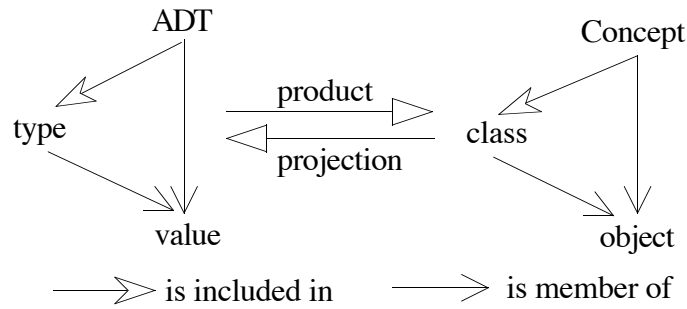 ADT
Concept
product
type
class
projection
value
object
is included in
is member of